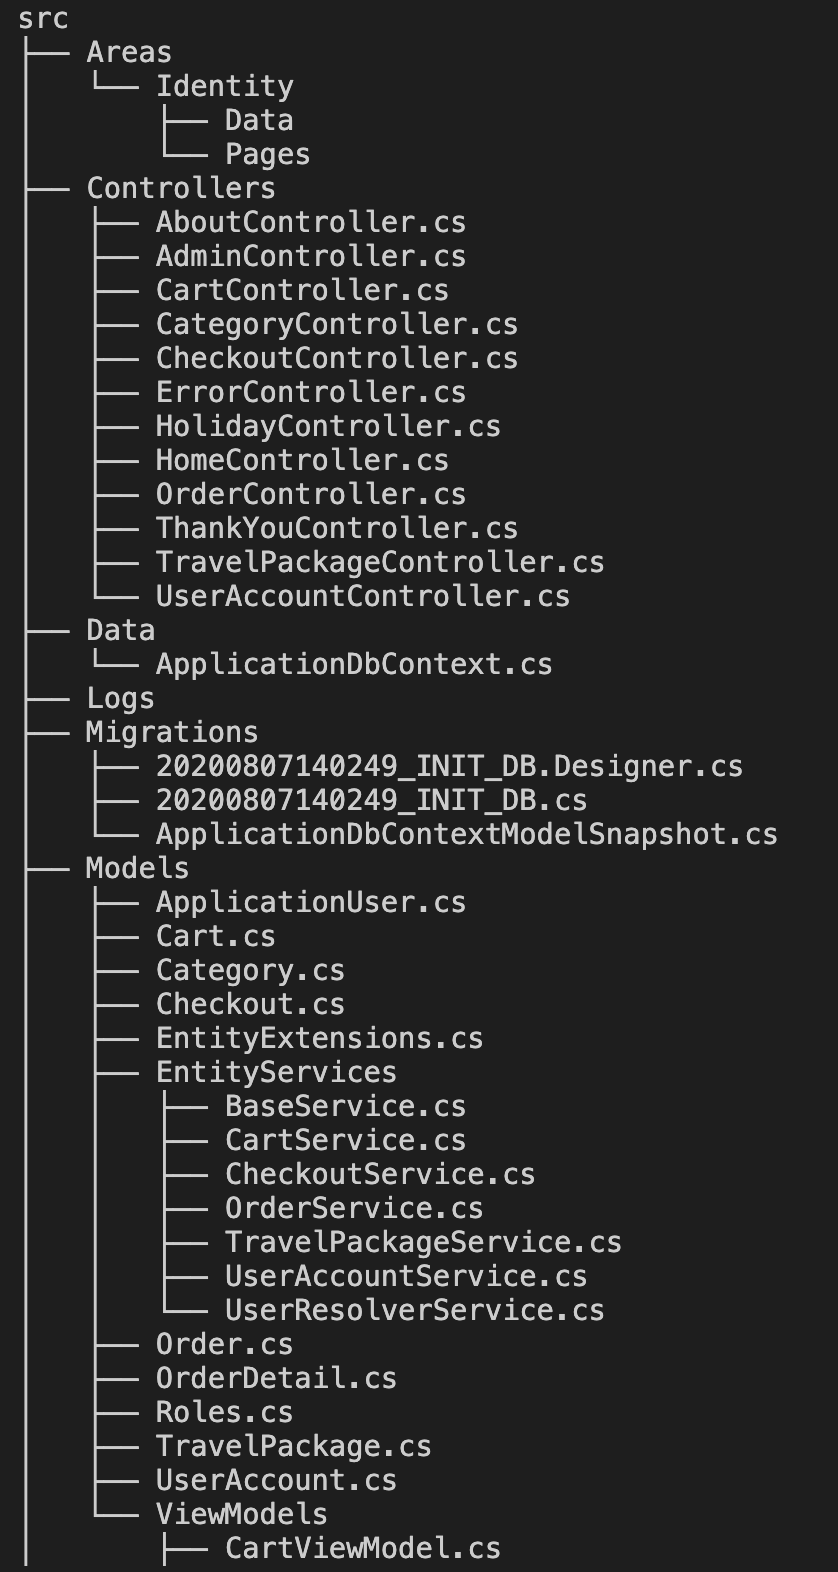 src
├── Areas
│   └── Identity
│       ├── Data
│       └── Pages
├── Controllers
│   ├── AboutController.cs
│   ├── AdminController.cs
│   ├── CartController.cs
│   ├── CategoryController.cs
│   ├── CheckoutController.cs
│   ├── ErrorController.cs
│   ├── HolidayController.cs
│   ├── HomeController.cs
│   ├── OrderController.cs
│   ├── ThankYouController.cs
│   ├── TravelPackageController.cs
│   └── UserAccountController.cs
├── Data
│   └── ApplicationDbContext.cs
├── Logs
├── Migrations
│   ├── 20200807140249_INIT_DB.Designer.cs
│   ├── 20200807140249_INIT_DB.cs
│   └── ApplicationDbContextModelSnapshot.cs
├── Models
│   ├── ApplicationUser.cs
│   ├── Cart.cs
│   ├── Category.cs
│   ├── Checkout.cs
│   ├── EntityExtensions.cs
│   ├── EntityServices
│   │   ├── BaseService.cs
│   │   ├── CartService.cs
│   │   ├── CheckoutService.cs
│   │   ├── OrderService.cs
│   │   ├── TravelPackageService.cs
│   │   ├── UserAccountService.cs
│   │   └── UserResolverService.cs
│   ├── Order.cs
│   ├── OrderDetail.cs
│   ├── Roles.cs
│   ├── TravelPackage.cs
│   ├── UserAccount.cs
│   └── ViewModels
│       ├── CartViewModel.cs